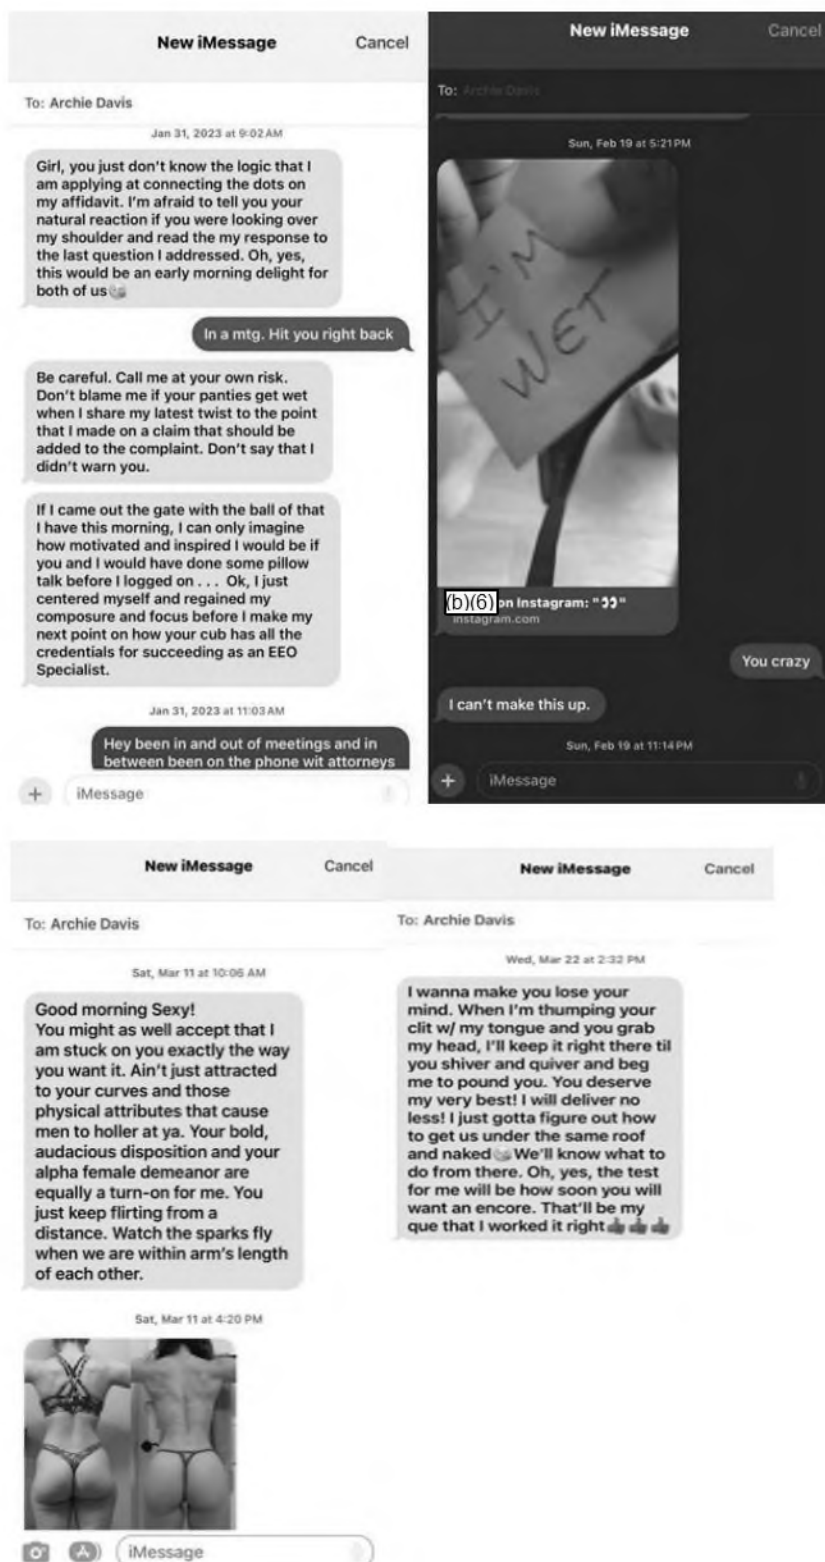 New iMessage
Cancel
To: Archie Davis
Jan 31, 2023 at 9:02 AM
Girl, you just don't know the logic that I
am applying at connecting the dots on
my affidavit. I'm afraid to tell you your
natural reaction if you were looking over
my shoulder and read the my response to
the last question I addressed. Oh, yes,
this would be an early morning delight for
both of us
In a mtg. Hit you right back
Be careful. Call me at your own risk.
Don't blame me if your panties get wet
when I share my latest twist to the point
that I made on a claim that should be
added to the complaint. Don't say that I
didn't warn you.
If I came out the gate with the ball of that
I have this morning, I can only imagine
how motivated and inspired I would be if
you and I would have done some pillow
talk before I logged on . . . Ok, I just
centered myself and regained my
composure and focus before I make my
next point on how your cub has all the
credentials for succeeding as an EEO
Specialist.
Jan 31, 2023 at 11:03 AM
Hey been in and out of meetings and in
between been on the phone wit attorneys
iMessage
New iMessage
Cancel
To: Archie Davis
Sun, Feb 19 at 5:21 PM
I'M
WET
(b)(6) on Instagram: "👀"
instagram.com
You crazy
I can't make this up.
Sun, Feb 19 at 11:14 PM
iMessage
New iMessage
Cancel
To: Archie Davis
Sat, Mar 11 at 10:06 AM
Good morning Sexy!
You might as well accept that I
am stuck on you exactly the way
you want it. Ain't just attracted
to your curves and those
physical attributes that cause
men to holler at ya. Your bold,
audacious disposition and your
alpha female demeanor are
equally a turn-on for me. You
just keep flirting from a
distance. Watch the sparks fly
when we are within arm's length
of each other.
Sat, Mar 11 at 4:20 PM
iMessage
New iMessage
Cancel
To: Archie Davis
Wed, Mar 22 at 2:32 PM
I wanna make you lose your
mind. When I'm thumping your
clit w/ my tongue and you grab
my head, I'll keep it right there til
you shiver and quiver and beg
me to pound you. You deserve
my very best! I will deliver no
less! I just gotta figure out how
to get us under the same roof
and naked We'll know what to
do from there. Oh, yes, the test
for me will be how soon you will
want an encore. That'll be my
que that I worked it right👍👍👍